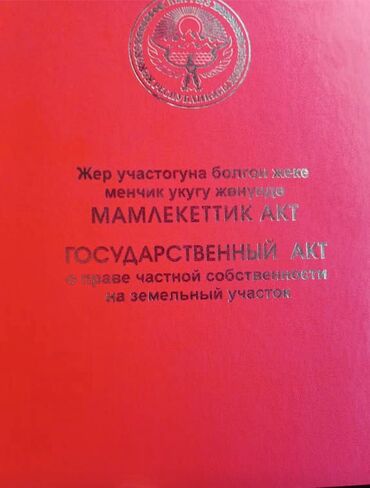 Жер участогуна болгон жеке
менчик укугу жөнүндө
МАМЛЕКЕТТИК АКТ
ГОСУДАРСТВЕННЫЙ АКТ
о праве частной собственности
на земельный участок